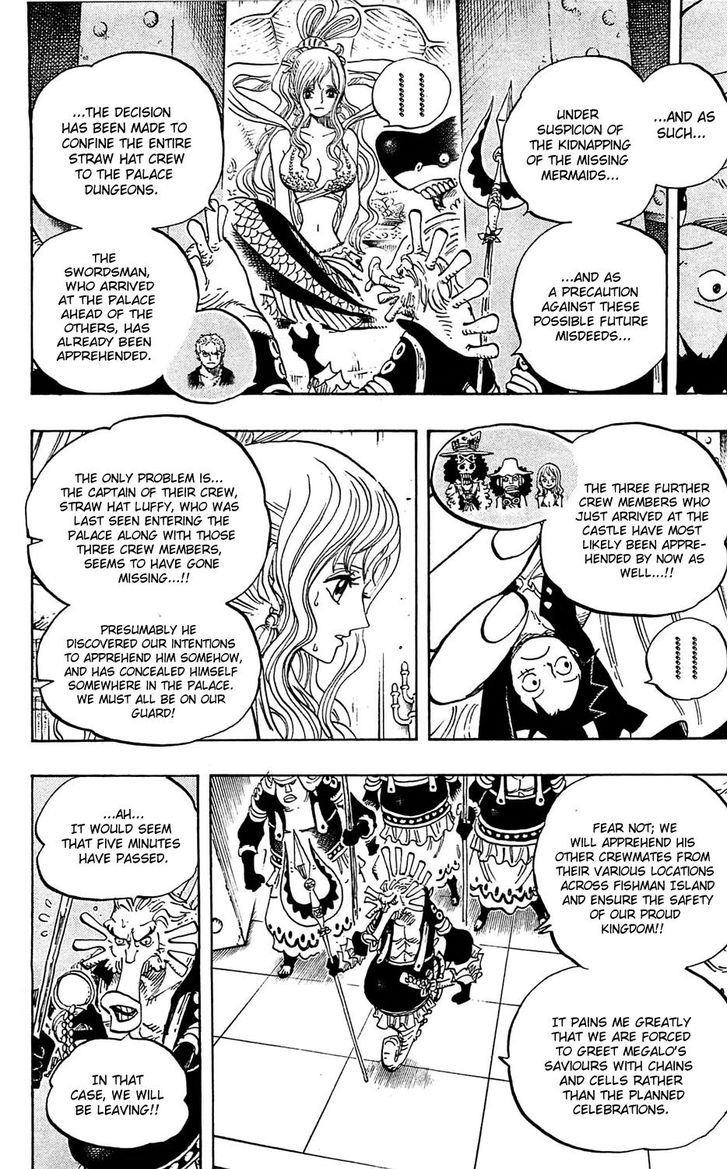 ...AND AS
SUCH...
UNDER
SUSPICION OF
THE KIDNAPPING
OF THE MISSING
MERMAIDS...
...AND AS
A PRECAUTION
AGAINST THESE
POSSIBLE FUTURE
MISDEEDS...
!!
...THE DECISION
HAS BEEN MADE TO
CONFINE THE ENTIRE
STRAW HAT CREW
TO THE PALACE
DUNGEONS.
THE
SWORDSMAN,
WHO ARRIVED
AT THE PALACE
AHEAD OF THE
OTHERS, HAS
ALREADY BEEN
APPREHENDED.
THE THREE FURTHER
CREW MEMBERS WHO
JUST ARRIVED AT THE
CASTLE HAVE MOST
LIKELY BEEN APPRE-
HENDED BY NOW AS
WELL...!!
!!
THE ONLY PROBLEM IS...
THE CAPTAIN OF THEIR CREW,
STRAW HAT LUFFY, WHO WAS
LAST SEEN ENTERING THE
PALACE ALONG WITH THOSE
THREE CREW MEMBERS,
SEEMS TO HAVE GONE
MISSING...!!
PRESUMABLY HE
DISCOVERED OUR INTENTIONS
TO APPREHEND HIM SOMEHOW,
AND HAS CONCEALED HIMSELF
SOMEWHERE IN THE PALACE.
WE MUST ALL BE ON OUR
GUARD!
FEAR NOT; WE
WILL APPREHEND HIS
OTHER CREWMATES FROM
THEIR VARIOUS LOCATIONS
ACROSS FISHMAN ISLAND
AND ENSURE THE SAFETY
OF OUR PROUD
KINGDOM!!
IT PAINS ME GREATLY
THAT WE ARE FORCED
TO GREET MEGALO'S
SAVIOURS WITH CHAINS
AND CELLS RATHER
THAN THE PLANNED
CELEBRATIONS.
...AH...
IT WOULD SEEM
THAT FIVE MINUTES
HAVE PASSED.
IN THAT
CASE, WE WILL
BE LEAVING!!